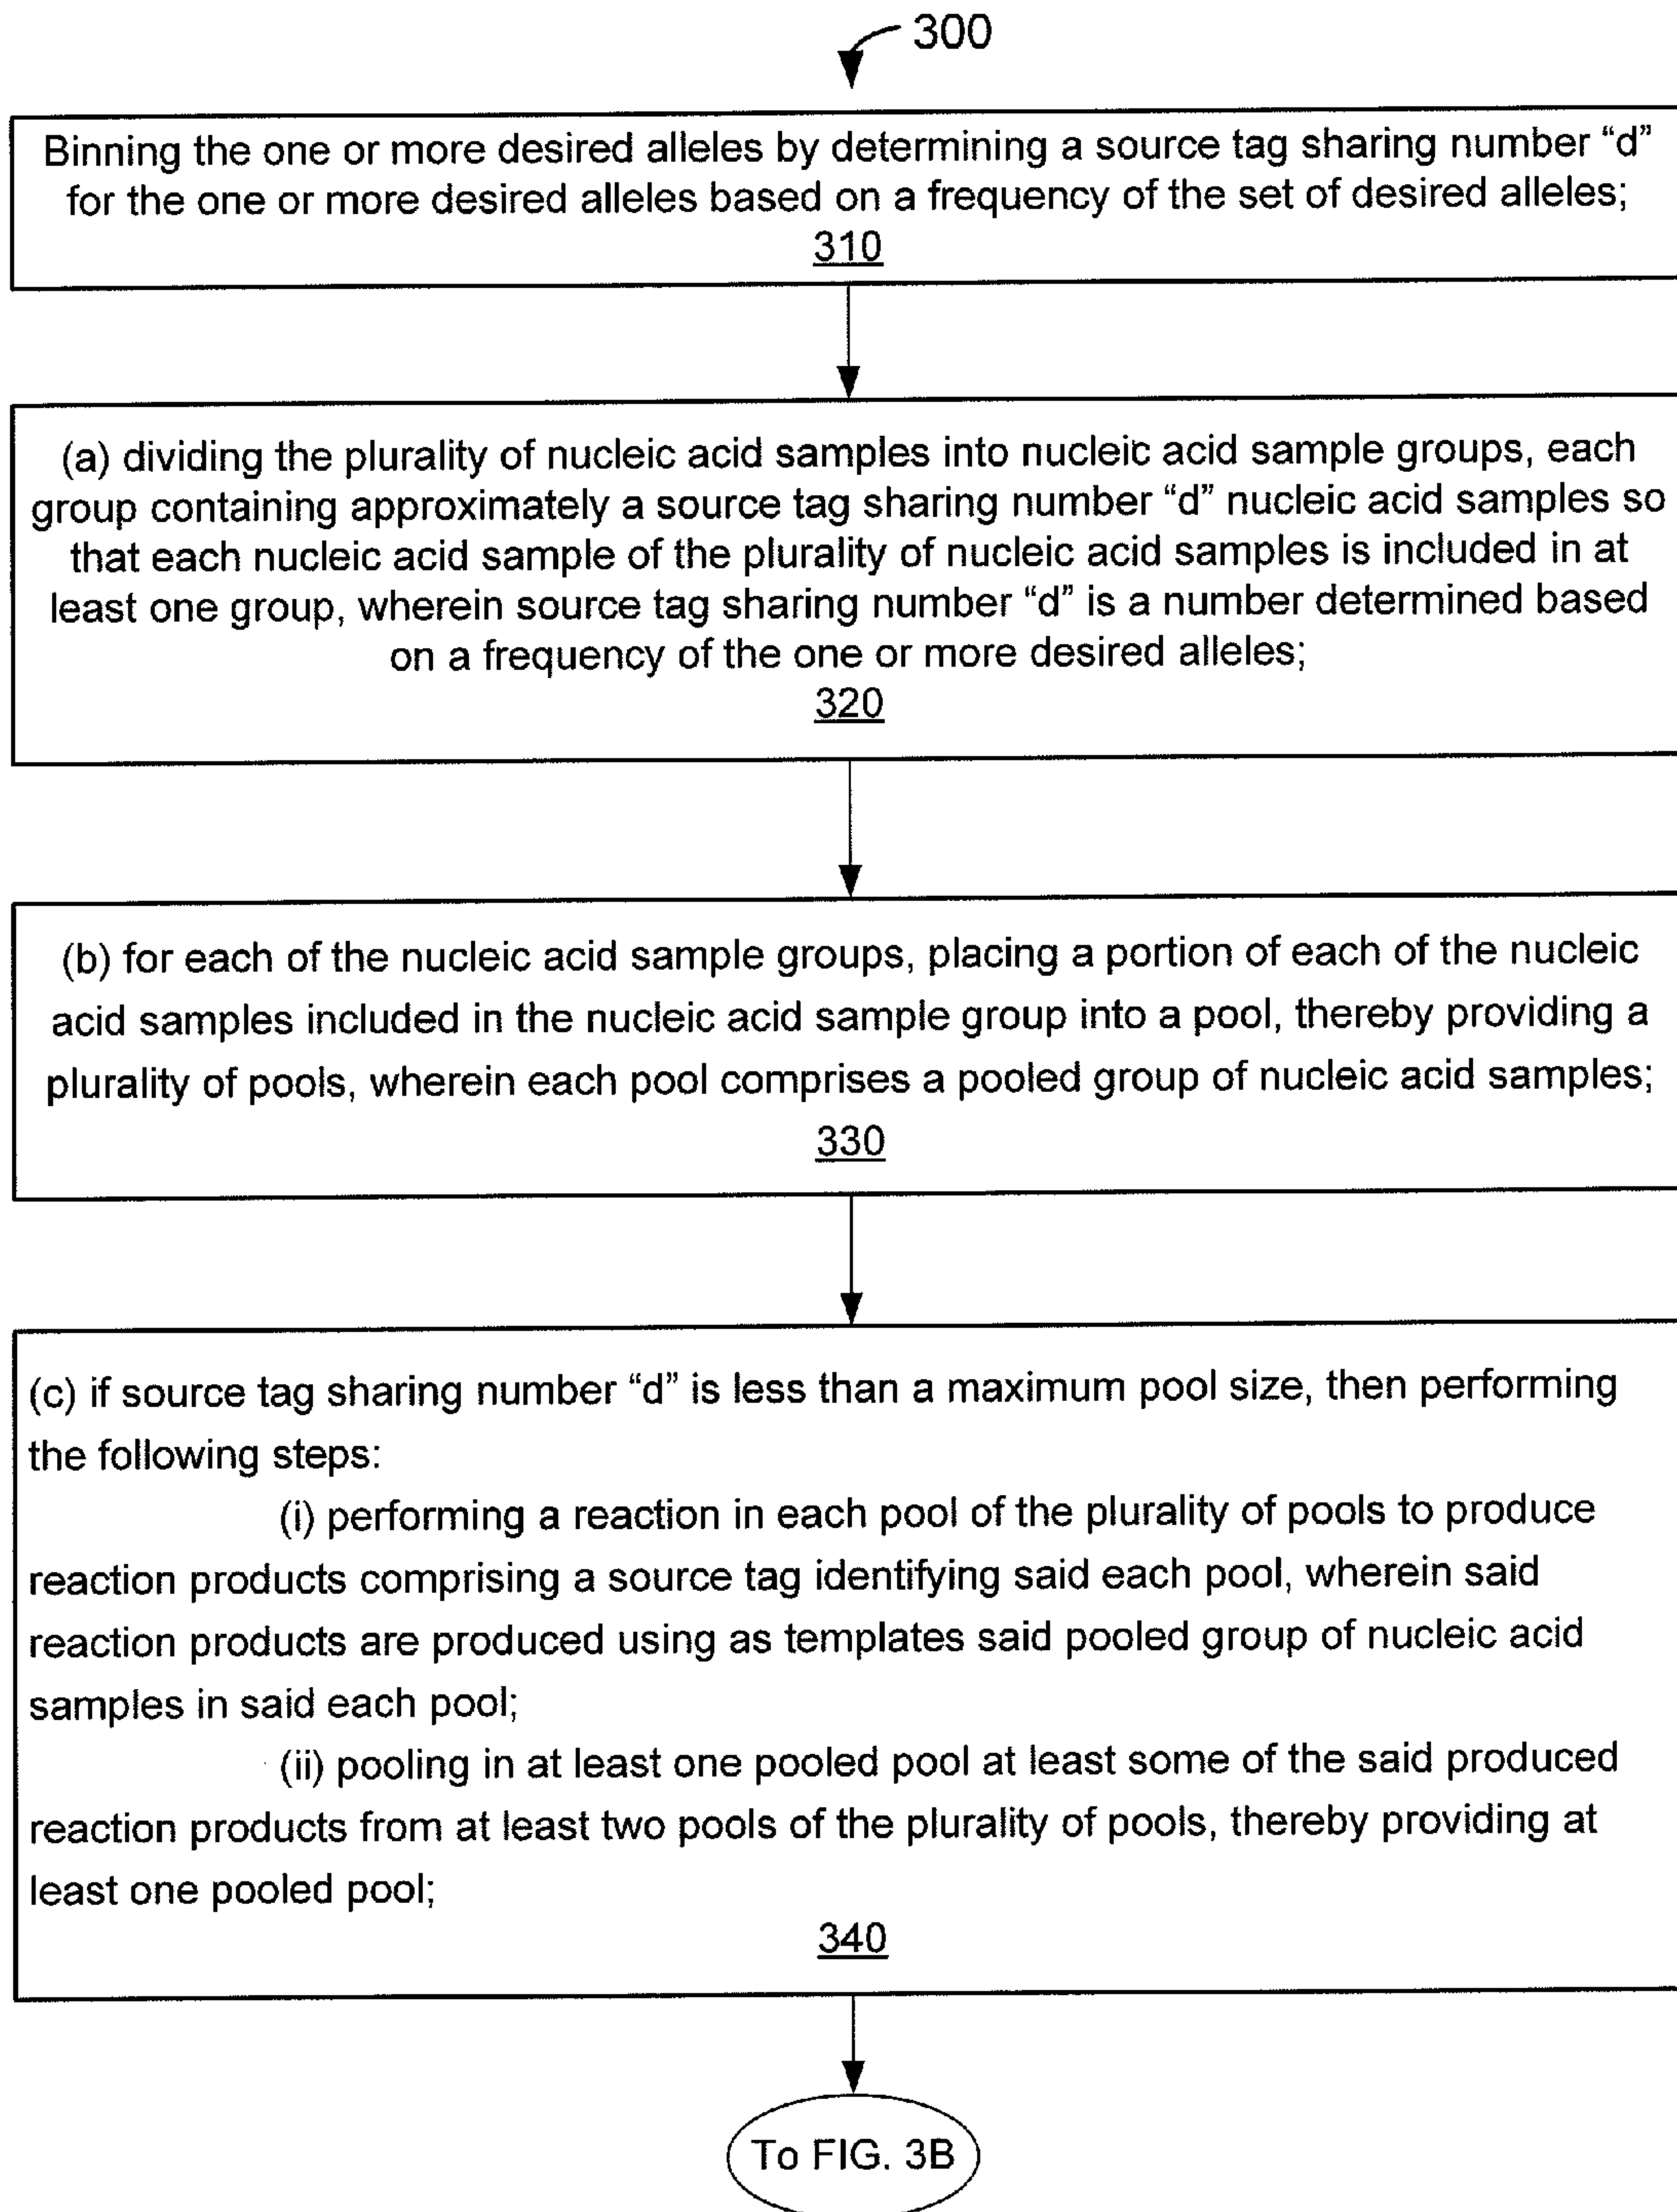 300
Binning the one or more desired alleles by determining a source tag sharing number “d”
for the one or more desired alleles based on a frequency of the set of desired alleles;
310
(a) dividing the plurality of nucleic acid samples into nucleic acid sample groups, each
group containing approximately a source tag sharing number “d” nucleic acid samples so
that each nucleic acid sample of the plurality of nucleic acid samples is included in at
least one group, wherein source tag sharing number “d” is a number determined based
on a frequency of the one or more desired alleles;
320
(b) for each of the nucleic acid sample groups, placing a portion of each of the nucleic
acid samples included in the nucleic acid sample group into a pool, thereby providing a
plurality of pools, wherein each pool comprises a pooled group of nucleic acid samples;
330
(c) if source tag sharing number “d” is less than a maximum pool size, then performing
the following steps:
(i) performing a reaction in each pool of the plurality of pools to produce
reaction products comprising a source tag identifying said each pool, wherein said
reaction products are produced using as templates said pooled group of nucleic acid
samples in said each pool;
(ii) pooling in at least one pooled pool at least some of the said produced
reaction products from at least two pools of the plurality of pools, thereby providing at
least one pooled pool;
340
To FIG. 3B